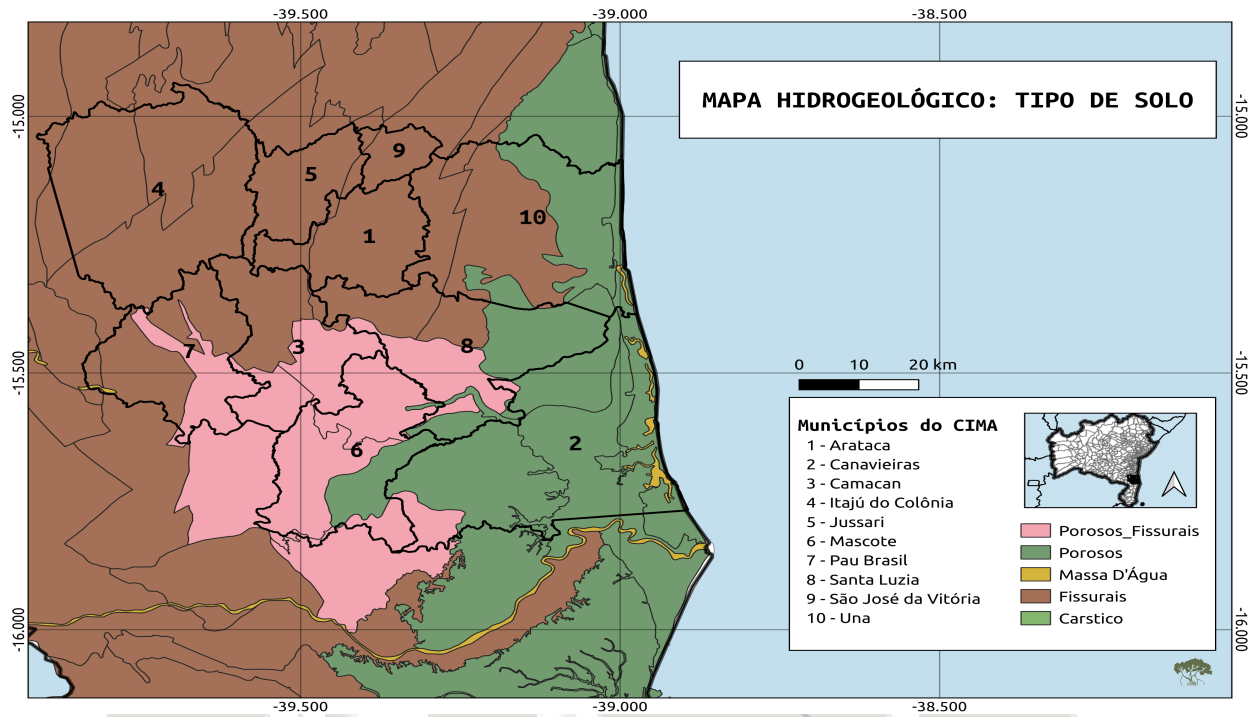 -39.500
-39.000
-38.500
-15.000
-15.000
MAPA HIDROGEOLÓGICO: TIPO DE SOLO
9
5
4
10
1
3
8
7
-15.500
-15.500
0 10 20 km
2
6
Municípios do CIMA
1 - Arataca
2 - Canavieiras
3 - Camacan
4 - Itajú do Colônia
5 - Jussari
6 - Mascote
7 - Pau Brasil
8 - Santa Luzia
9 - São José da Vitória
10 - Una
Porosos_Fissurais
Porosos
Massa D'Água
Fissurais
Carstico
-16.000
-16.000
-39.500
-39.000
-38.500